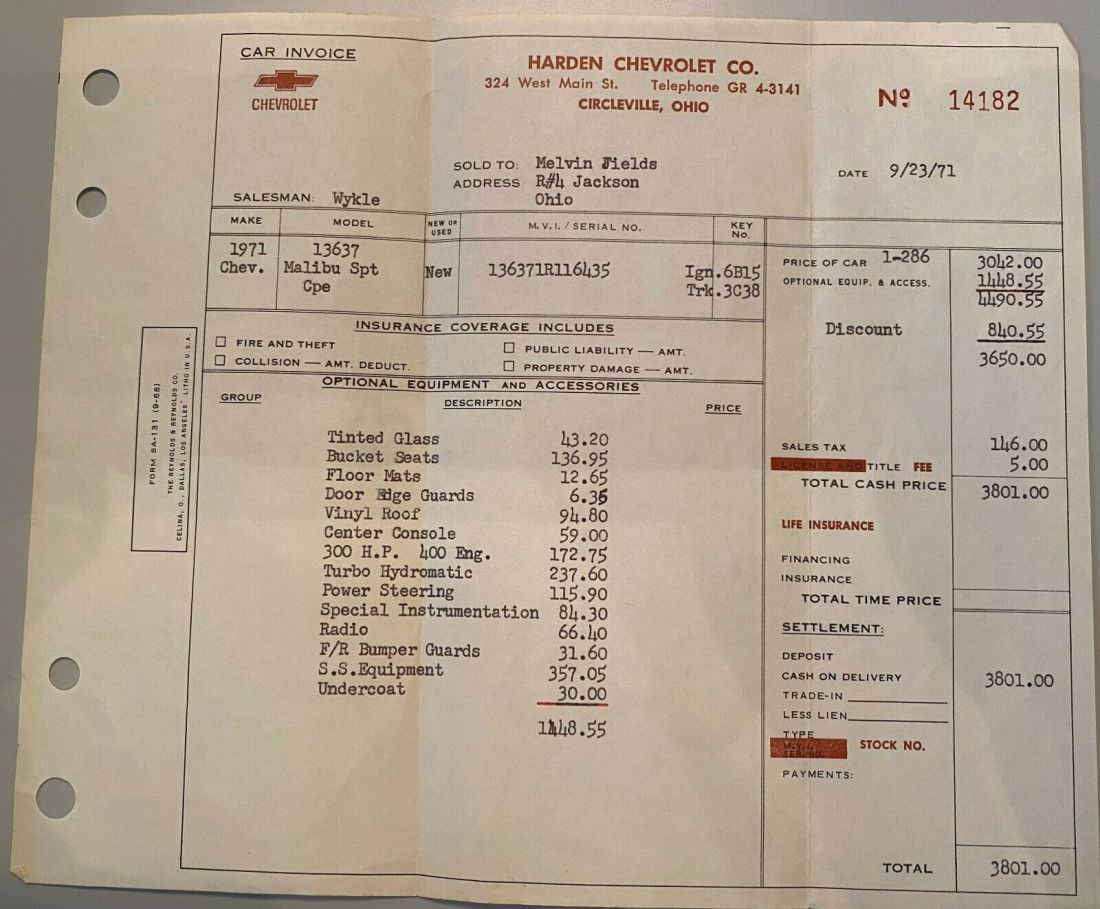 CAR INVOICE
CHEVROLET
HARDEN CHEVROLET CO.
324 West Main St. Telephone GR 4-3141
CIRCLEVILLE, OHIO
Nº 14182
SOLD TO: Melvin Fields
ADDRESS R#4 Jackson
Ohio
DATE 9/23/71
SALESMAN: Wykle
MAKE MODEL NEW OR USED M.V.I. / SERIAL NO. KEY No.
1971 13637
Chev. Malibu Spt New 136371R116435 Ign.6B15
Cpe Trk.3C38
PRICE OF CAR 1-286 3042.00
OPTIONAL EQUIP. & ACCESS. 1448.55
4490.55
Discount 840.55
3650.00
INSURANCE COVERAGE INCLUDES
FIRE AND THEFT PUBLIC LIABILITY — AMT.
COLLISION — AMT. DEDUCT. PROPERTY DAMAGE — AMT.
OPTIONAL EQUIPMENT AND ACCESSORIES
GROUP DESCRIPTION PRICE
Tinted Glass 43.20
Bucket Seats 136.95
Floor Mats 12.65
Door Edge Guards 6.35
Vinyl Roof 94.80
Center Console 59.00
300 H.P. 400 Eng. 172.75
Turbo Hydromatic 237.60
Power Steering 115.90
Special Instrumentation 84.30
Radio 66.40
F/R Bumper Guards 31.60
S.S.Equipment 357.05
Undercoat 30.00
1448.55
SALES TAX 146.00
LICENSE AND TITLE FEE 5.00
TOTAL CASH PRICE 3801.00
LIFE INSURANCE
FINANCING
INSURANCE
TOTAL TIME PRICE
SETTLEMENT:
DEPOSIT
CASH ON DELIVERY 3801.00
TRADE-IN
LESS LIEN
TYPE
M.V.I. STOCK NO.
SER. NO.
PAYMENTS:
TOTAL 3801.00
FORM SA-131 (9-68)
THE REYNOLDS & REYNOLDS CO.
CELINA, O., DALLAS, LOS ANGELES LITHO IN U.S.A.